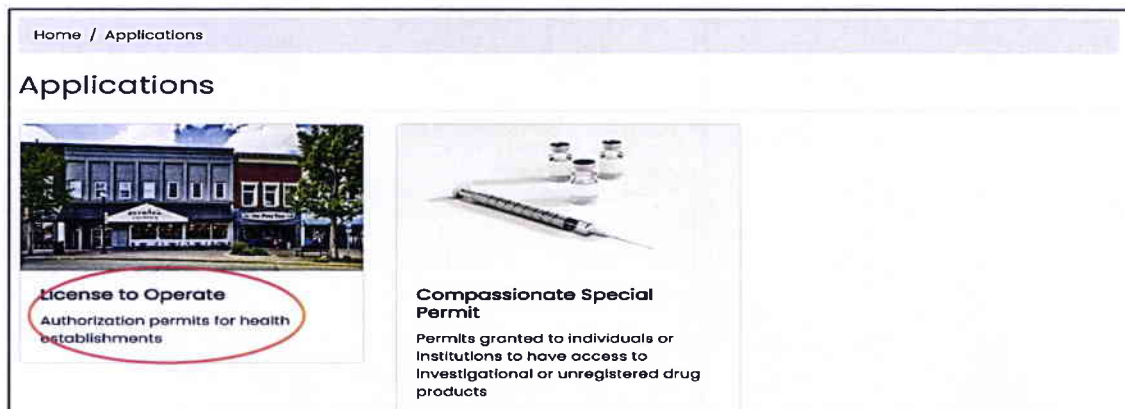 Home / Applications
Applications
License to Operate
Authorization permits for health
establishments
Compassionate Special
Permit
Permits granted to individuals or
institutions to have access to
investigational or unregistered drug
products